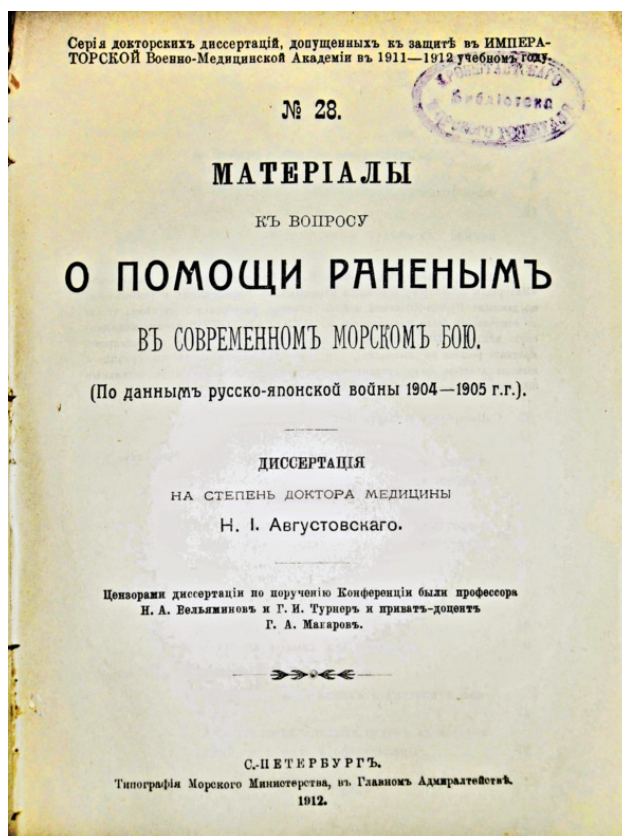 Серія докторскихъ диссертацій, допущенныхъ къ защитѣ въ ИМПЕРА-
ТОРСКОЙ Военно-Медицинской Академіи въ 1911—1912 учебномъ году.
Библіотека
№ 28.
МАТЕРІАЛЫ
КЪ ВОПРОСУ
О ПОМОЩИ РАНЕНЫМЪ
ВЪ СОВРЕМЕННОМЪ МОРСКОМЪ БОЮ.
(По даннымъ русско-японской войны 1904—1905 г.г.).
ДИССЕРТАЦІЯ
НА СТЕПЕНЬ ДОКТОРА МЕДИЦИНЫ
Н. І. Августовскаго.
Цензорами диссертаціи по порученію Конференціи были профессора
Н. А. Вельяминовъ и Г. И. Турнеръ и приватъ-доцентъ
Г. А. Макаровъ.
С.-ПЕТЕРБУРГЪ.
Типографія Морского Министерства, въ Главномъ Адмиралтействѣ.
1912.